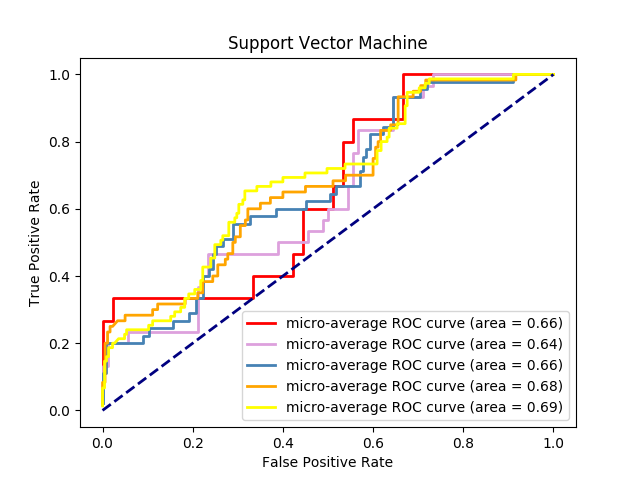 Support Vector Machine
True Positive Rate
1.0
0.8
0.6
0.4
0.2
0.0
micro-average ROC curve (area = 0.66)
micro-average ROC curve (area = 0.64)
micro-average ROC curve (area = 0.66)
micro-average ROC curve (area = 0.68)
micro-average ROC curve (area = 0.69)
0.0 0.2 0.4 0.6 0.8 1.0
False Positive Rate